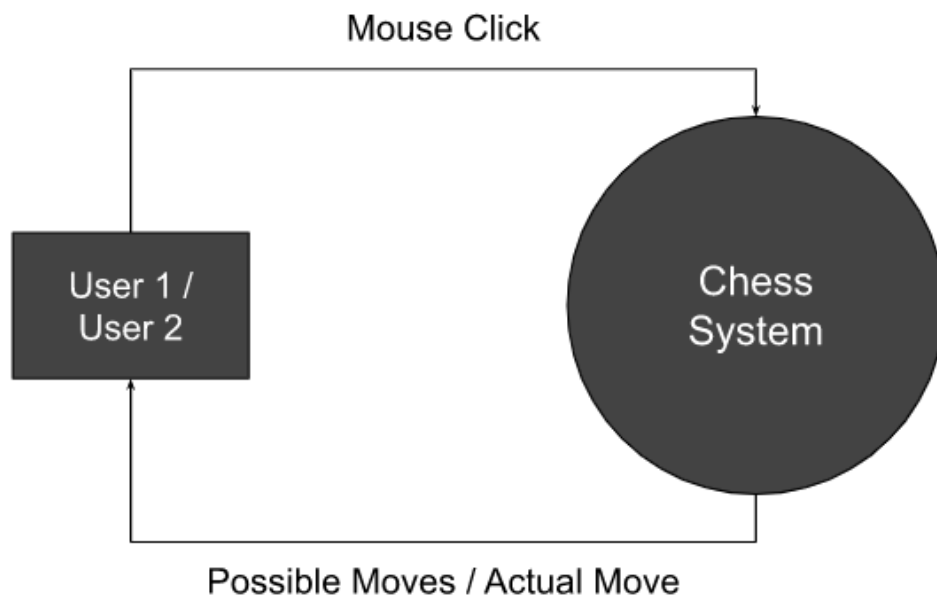 Mouse Click
User 1 /
User 2
Chess
System
Possible Moves / Actual Move